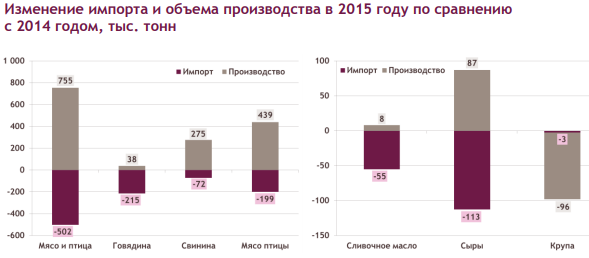 Изменение импорта и объема производства в 2015 году по сравнению
с 2014 годом, тыс. тонн
1 000
800
600
400
200
0
-200
-400
-600
Импорт
Производство
755
38
275
439
-502
-215
-72
-199
Мясо и птица
Говядина
Свинина
Мясо птицы
100
50
0
-50
-100
-150
Импорт
Производство
8
87
-3
-55
-113
-96
Сливочное масло
Сыры
Крупа